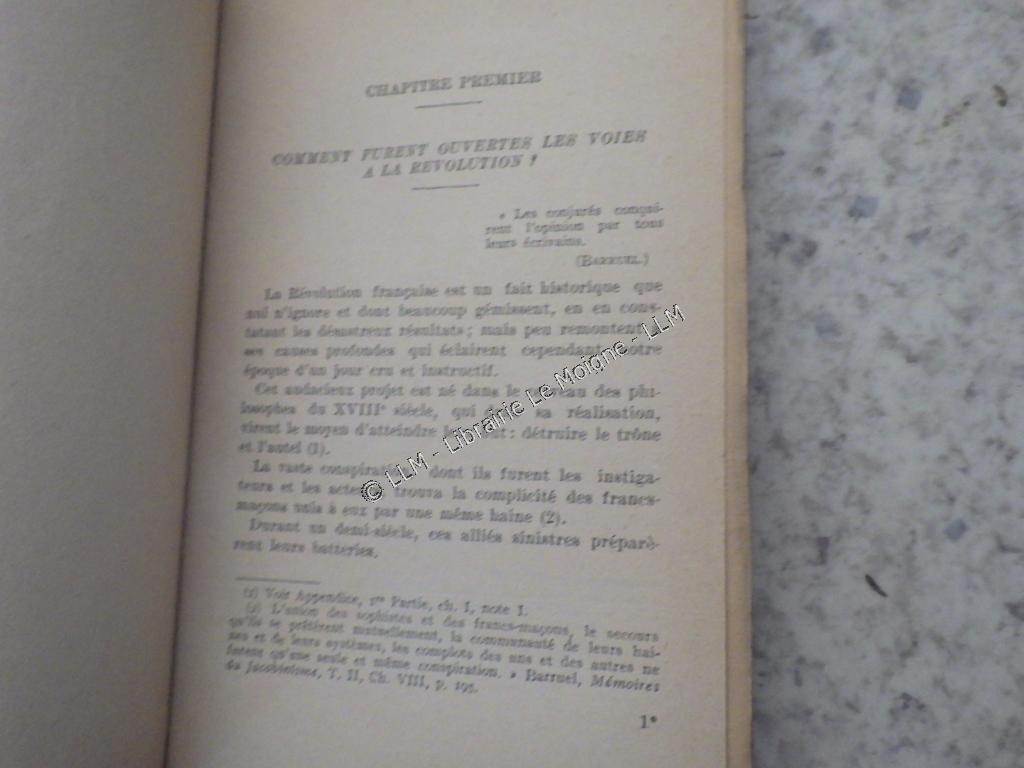 CHAPITRE PREMIER
COMMENT FURENT OUVERTES LES VOIES
A LA REVOLUTION ?
« Les conjurés conqui-
rent l'opinion par tous
leurs écrivains.
(BARRUEL.)
La Révolution française est un fait historique que
nul n'ignore et dont beaucoup gémissent, en en cons-
tatant les désastreux résultats ; mais peu remontent
ses causes profondes qui éclairent cependant notre
époque d'un jour cru et instructif.
Cet audacieux projet est né dans le cerveau des phi-
losophes du XVIIIe siècle, qui sa réalisation,
virent le moyen d'atteindre : détruire le trône
et l'autel (1).
La vaste conspiration dont ils furent les instiga-
teurs et les acteurs trouva la complicité des francs-
maçons unis à eux par une même haine (2).
Durant un demi-siècle, ces alliés sinistres préparè-
rent leurs batteries.
(1) Voir Appendice, 1re Partie, ch. I, note I.
(2) L'union des sophistes et des francs-maçons, le secours
qu'ils se prêtèrent mutuellement, la communauté de leurs hai-
nes et de leurs systèmes, les complots des uns et des autres ne
furent qu'une seule et même conspiration. » Barruel, Mémoires
du Jacobinisme, T. II, Ch. VIII, p. 195.
1*
© LLM - Librairie Le Moigne - LLM